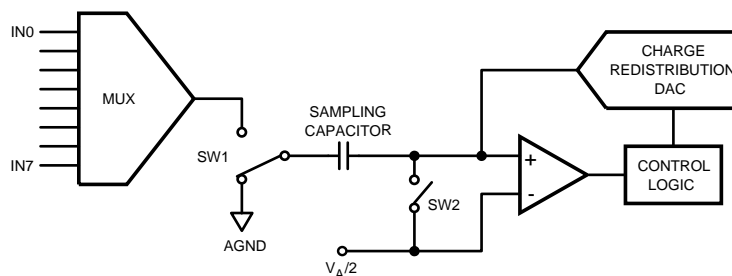 IN0
MUX
IN7
SW1
AGND
SAMPLING
CAPACITOR
SW2
VA/2
+
-
CHARGE
REDISTRIBUTION
DAC
CONTROL
LOGIC